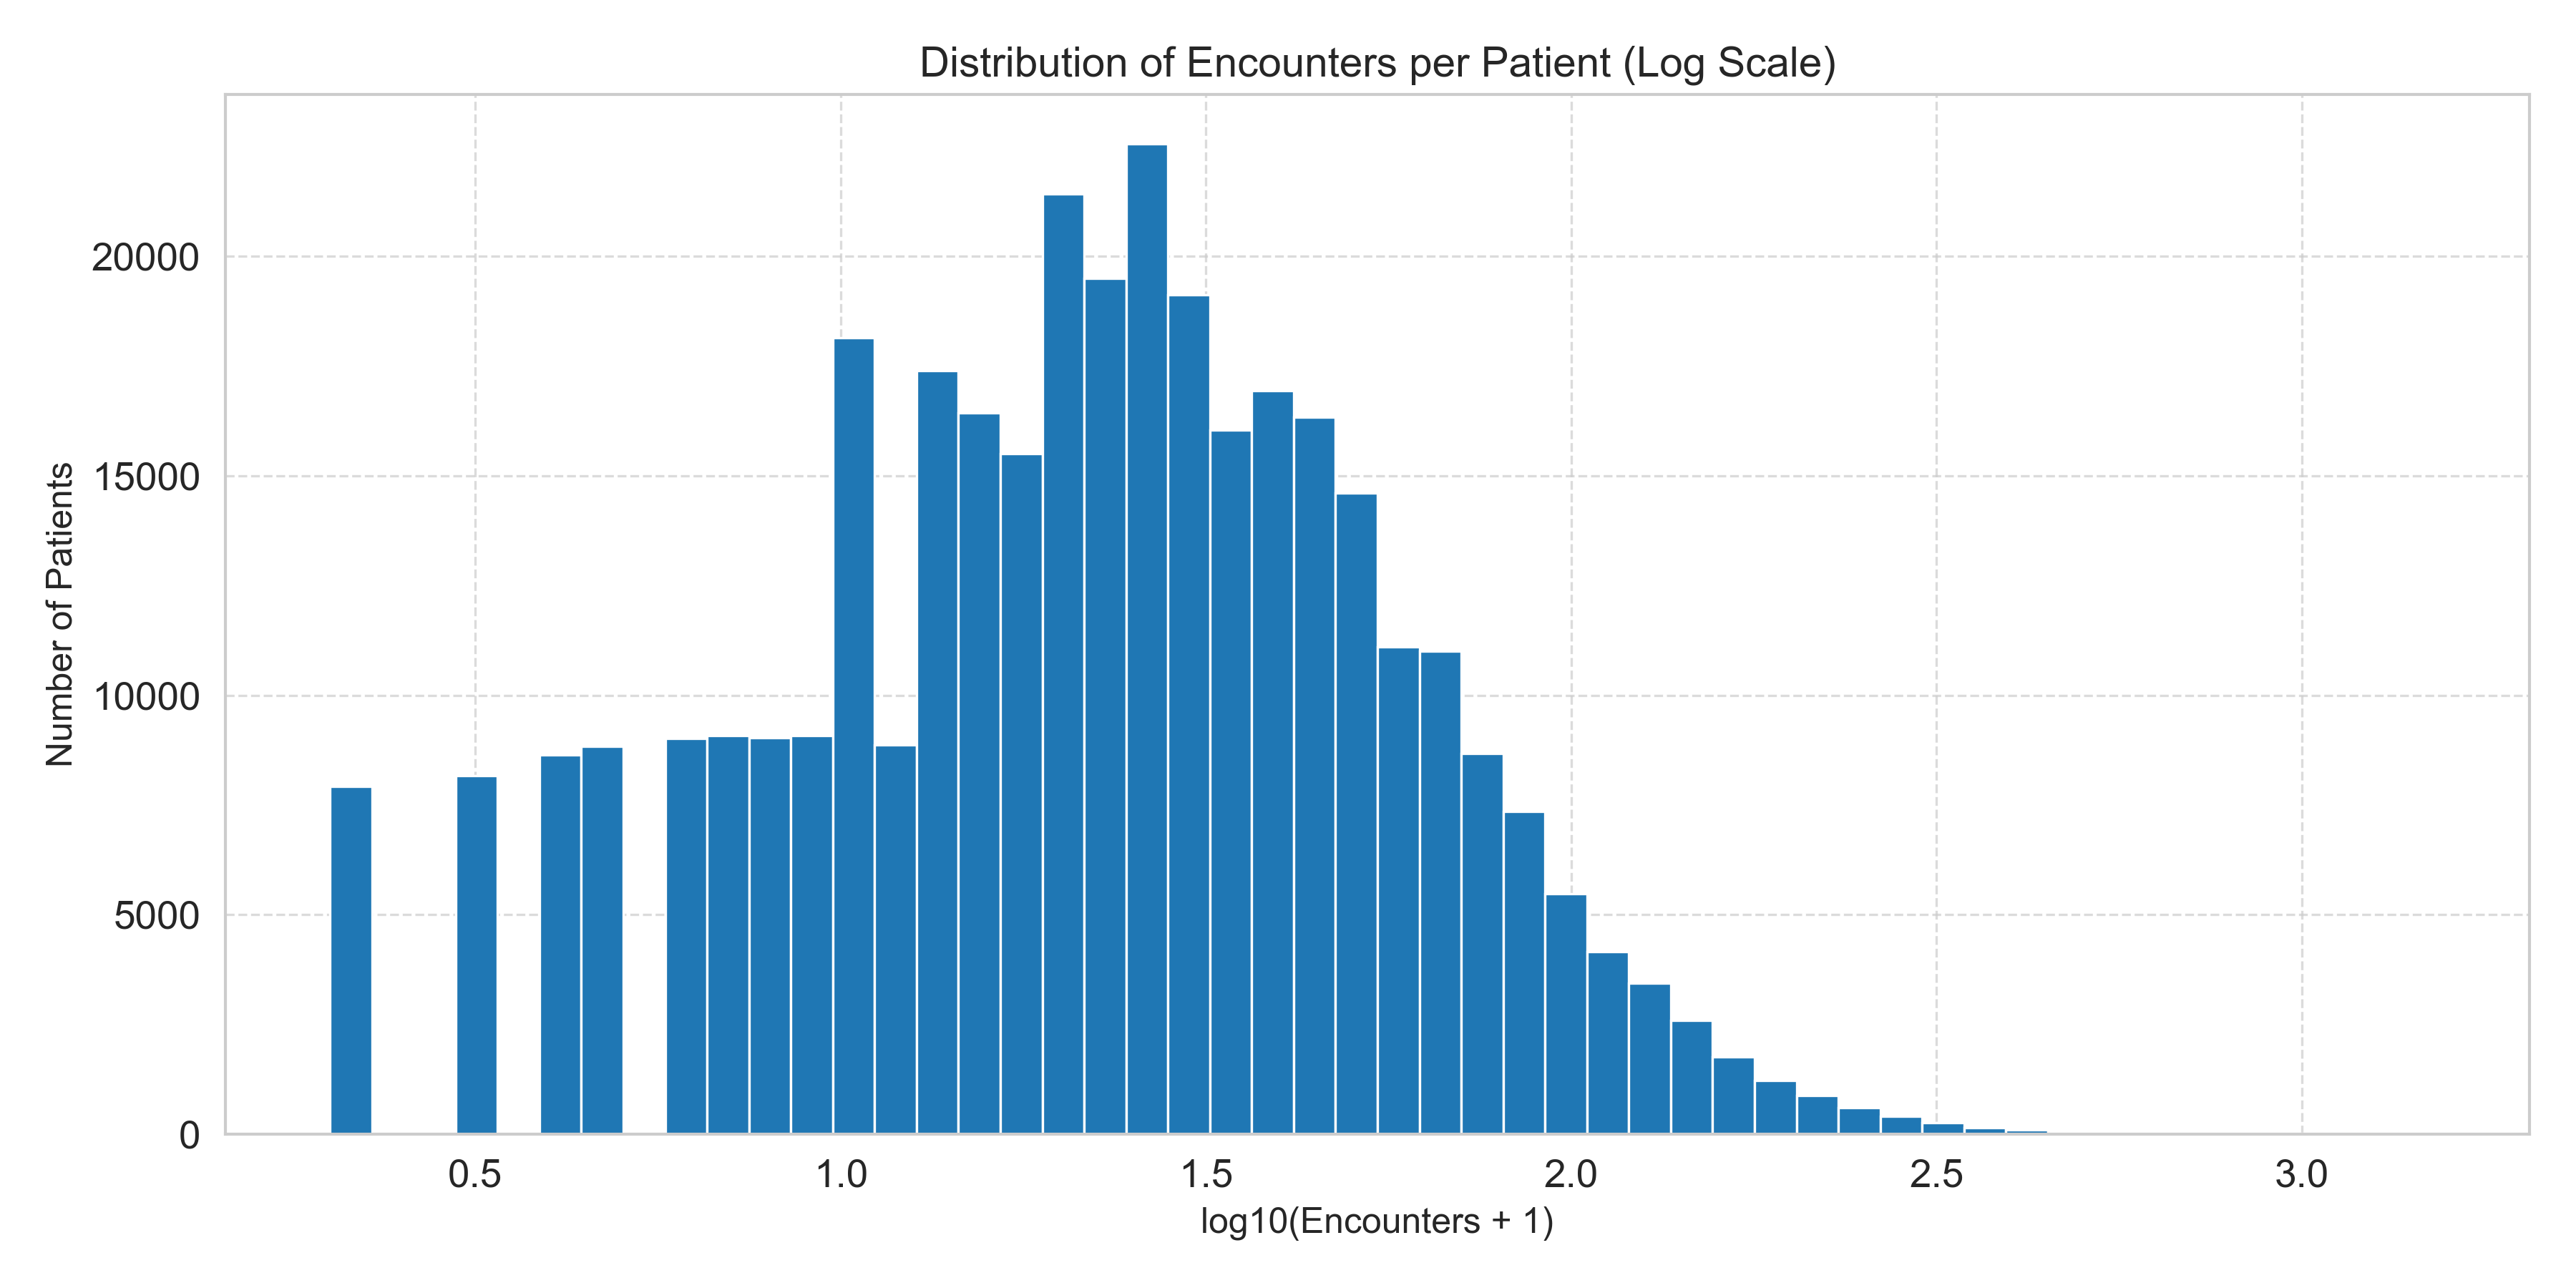 Distribution of Encounters per Patient (Log Scale)
Number of Patients
20000
15000
10000
5000
0
0.5 1.0 1.5 2.0 2.5 3.0
log10(Encounters + 1)